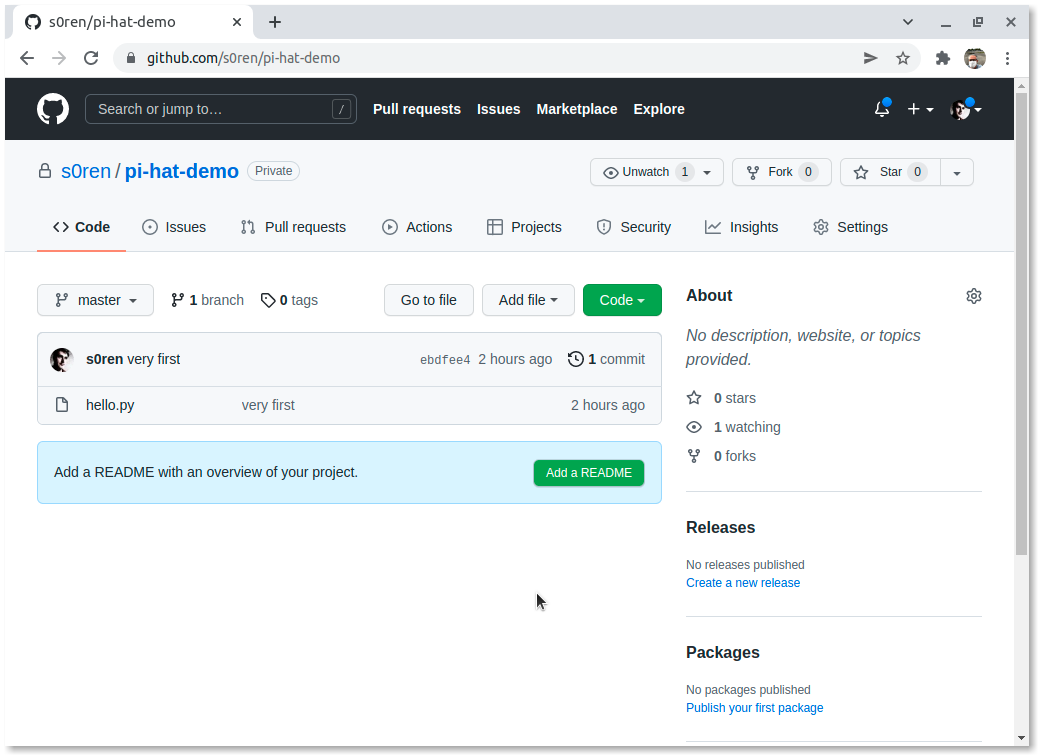 s0ren/pi-hat-demo
github.com/s0ren/pi-hat-demo
Search or jump to… / Pull requests Issues Marketplace Explore
s0ren / pi-hat-demo Private Unwatch 1 Fork 0 Star 0
Code Issues Pull requests Actions Projects Security Insights Settings
master 1 branch 0 tags Go to file Add file Code
s0ren very first ebdfee4 2 hours ago 1 commit
hello.py very first 2 hours ago
Add a README with an overview of your project. Add a README
About
No description, website, or topics
provided.
0 stars
1 watching
0 forks
Releases
No releases published
Create a new release
Packages
No packages published
Publish your first package